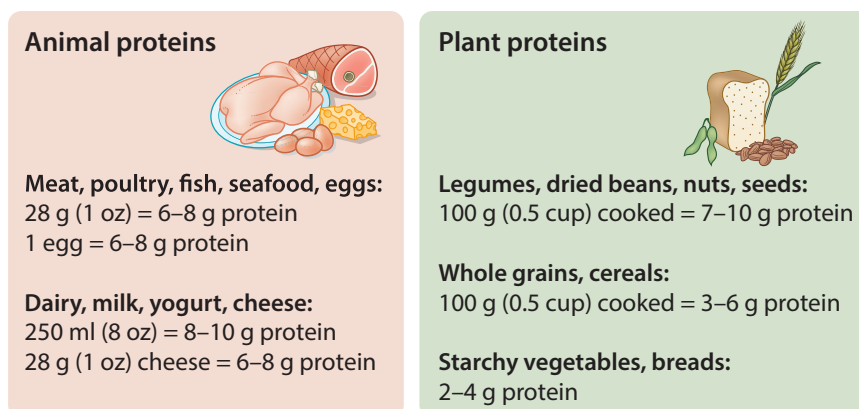 Animal proteins
Meat, poultry, fish, seafood, eggs:
28 g (1 oz) = 6–8 g protein
1 egg = 6–8 g protein
Dairy, milk, yogurt, cheese:
250 ml (8 oz) = 8–10 g protein
28 g (1 oz) cheese = 6–8 g protein
Plant proteins
Legumes, dried beans, nuts, seeds:
100 g (0.5 cup) cooked = 7–10 g protein
Whole grains, cereals:
100 g (0.5 cup) cooked = 3–6 g protein
Starchy vegetables, breads:
2–4 g protein